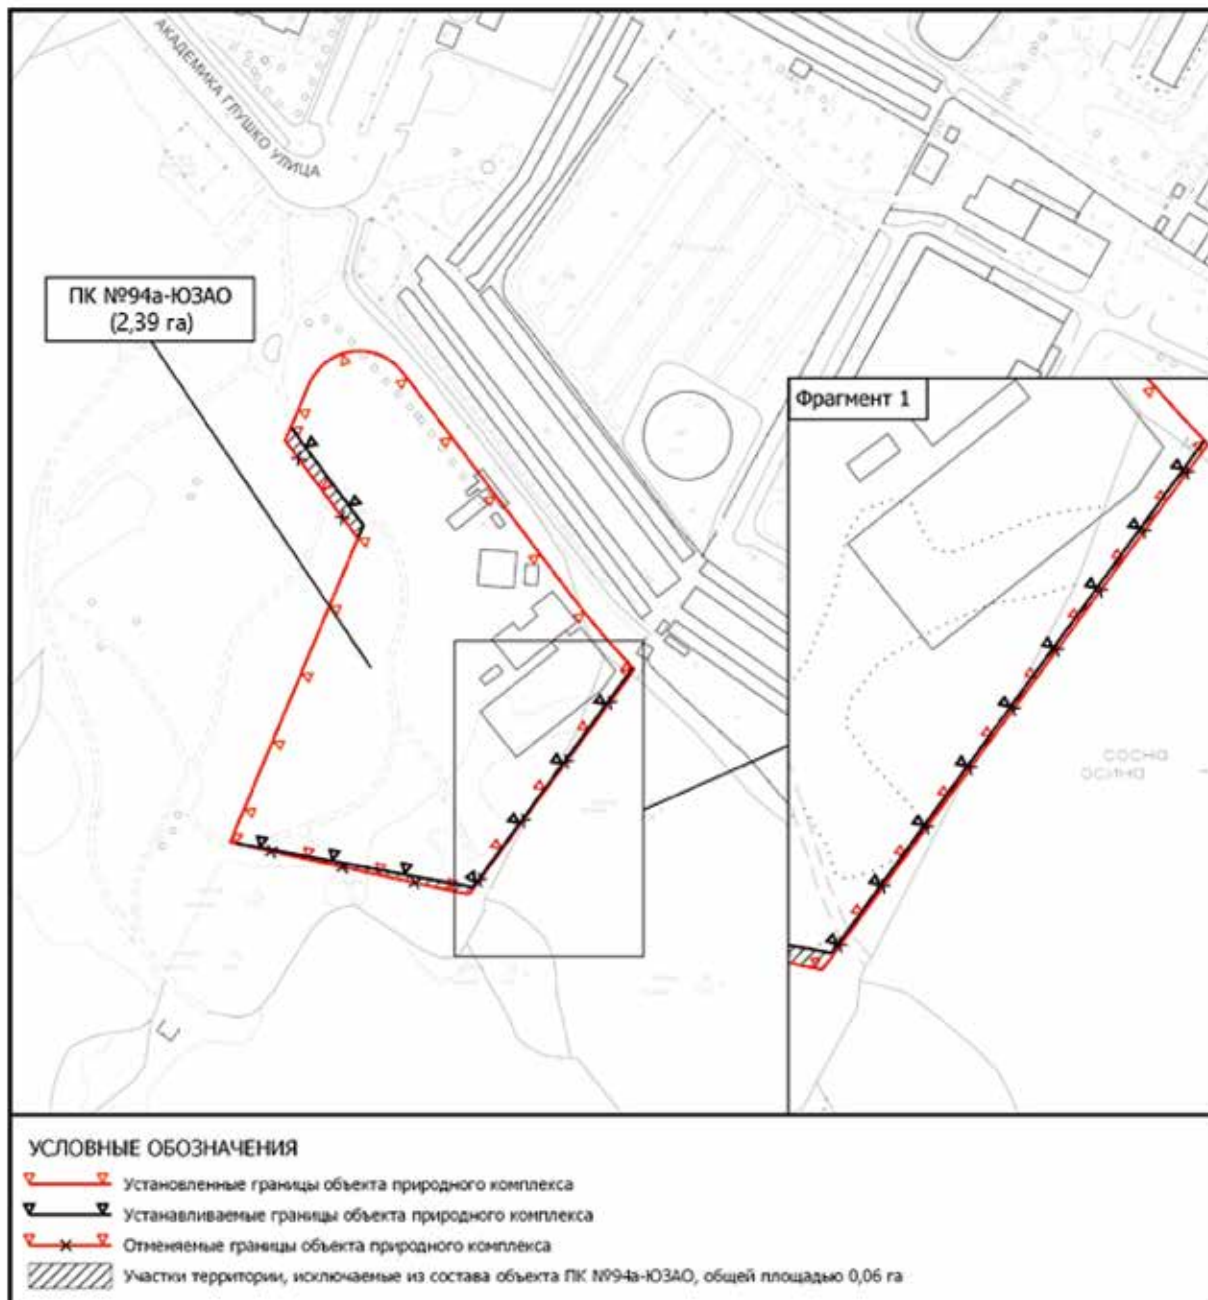 АКАДЕМИКА ГЛУШКО УЛИЦА
ПК №94а-ЮЗАО
(2,39 га)
Фрагмент 1
сосна
осина
УСЛОВНЫЕ ОБОЗНАЧЕНИЯ
Установленные границы объекта природного комплекса
Устанавливаемые границы объекта природного комплекса
Отменяемые границы объекта природного комплекса
Участки территории, исключаемые из состава объекта ПК №94а-ЮЗАО, общей площадью 0,06 га